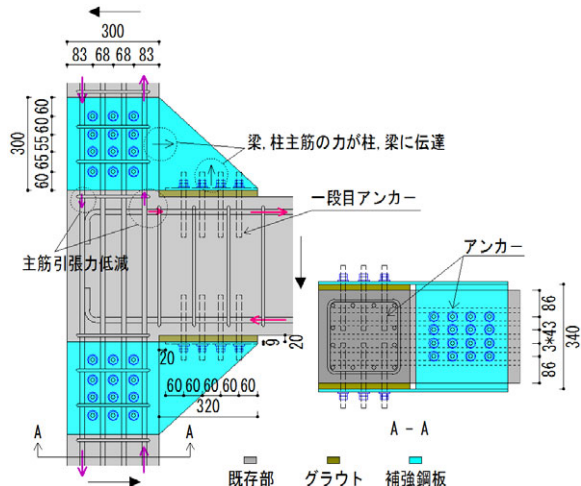 300
83 68 68 83
300
60 65 55 60 60
梁,柱主筋の力が柱,梁に伝達
一段目アンカー
主筋引張力低減
アンカー
20
9
20
60 60 60 60 60
320
86
3*43
86
340
A
A
A - A
既存部
グラウト
補強鋼板